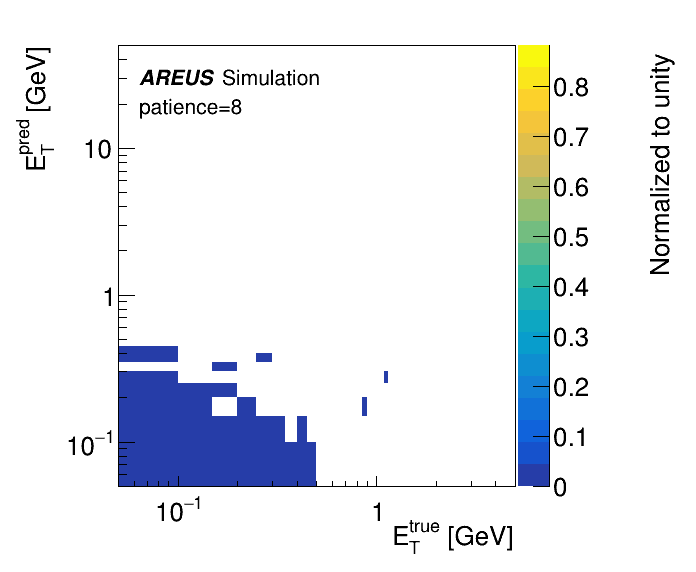 AREUS Simulation
patience=8
E_T^pred [GeV]
10
1
10^−1
10^−1
1
E_T^true [GeV]
0.8
0.7
0.6
0.5
0.4
0.3
0.2
0.1
0
Normalized to unity